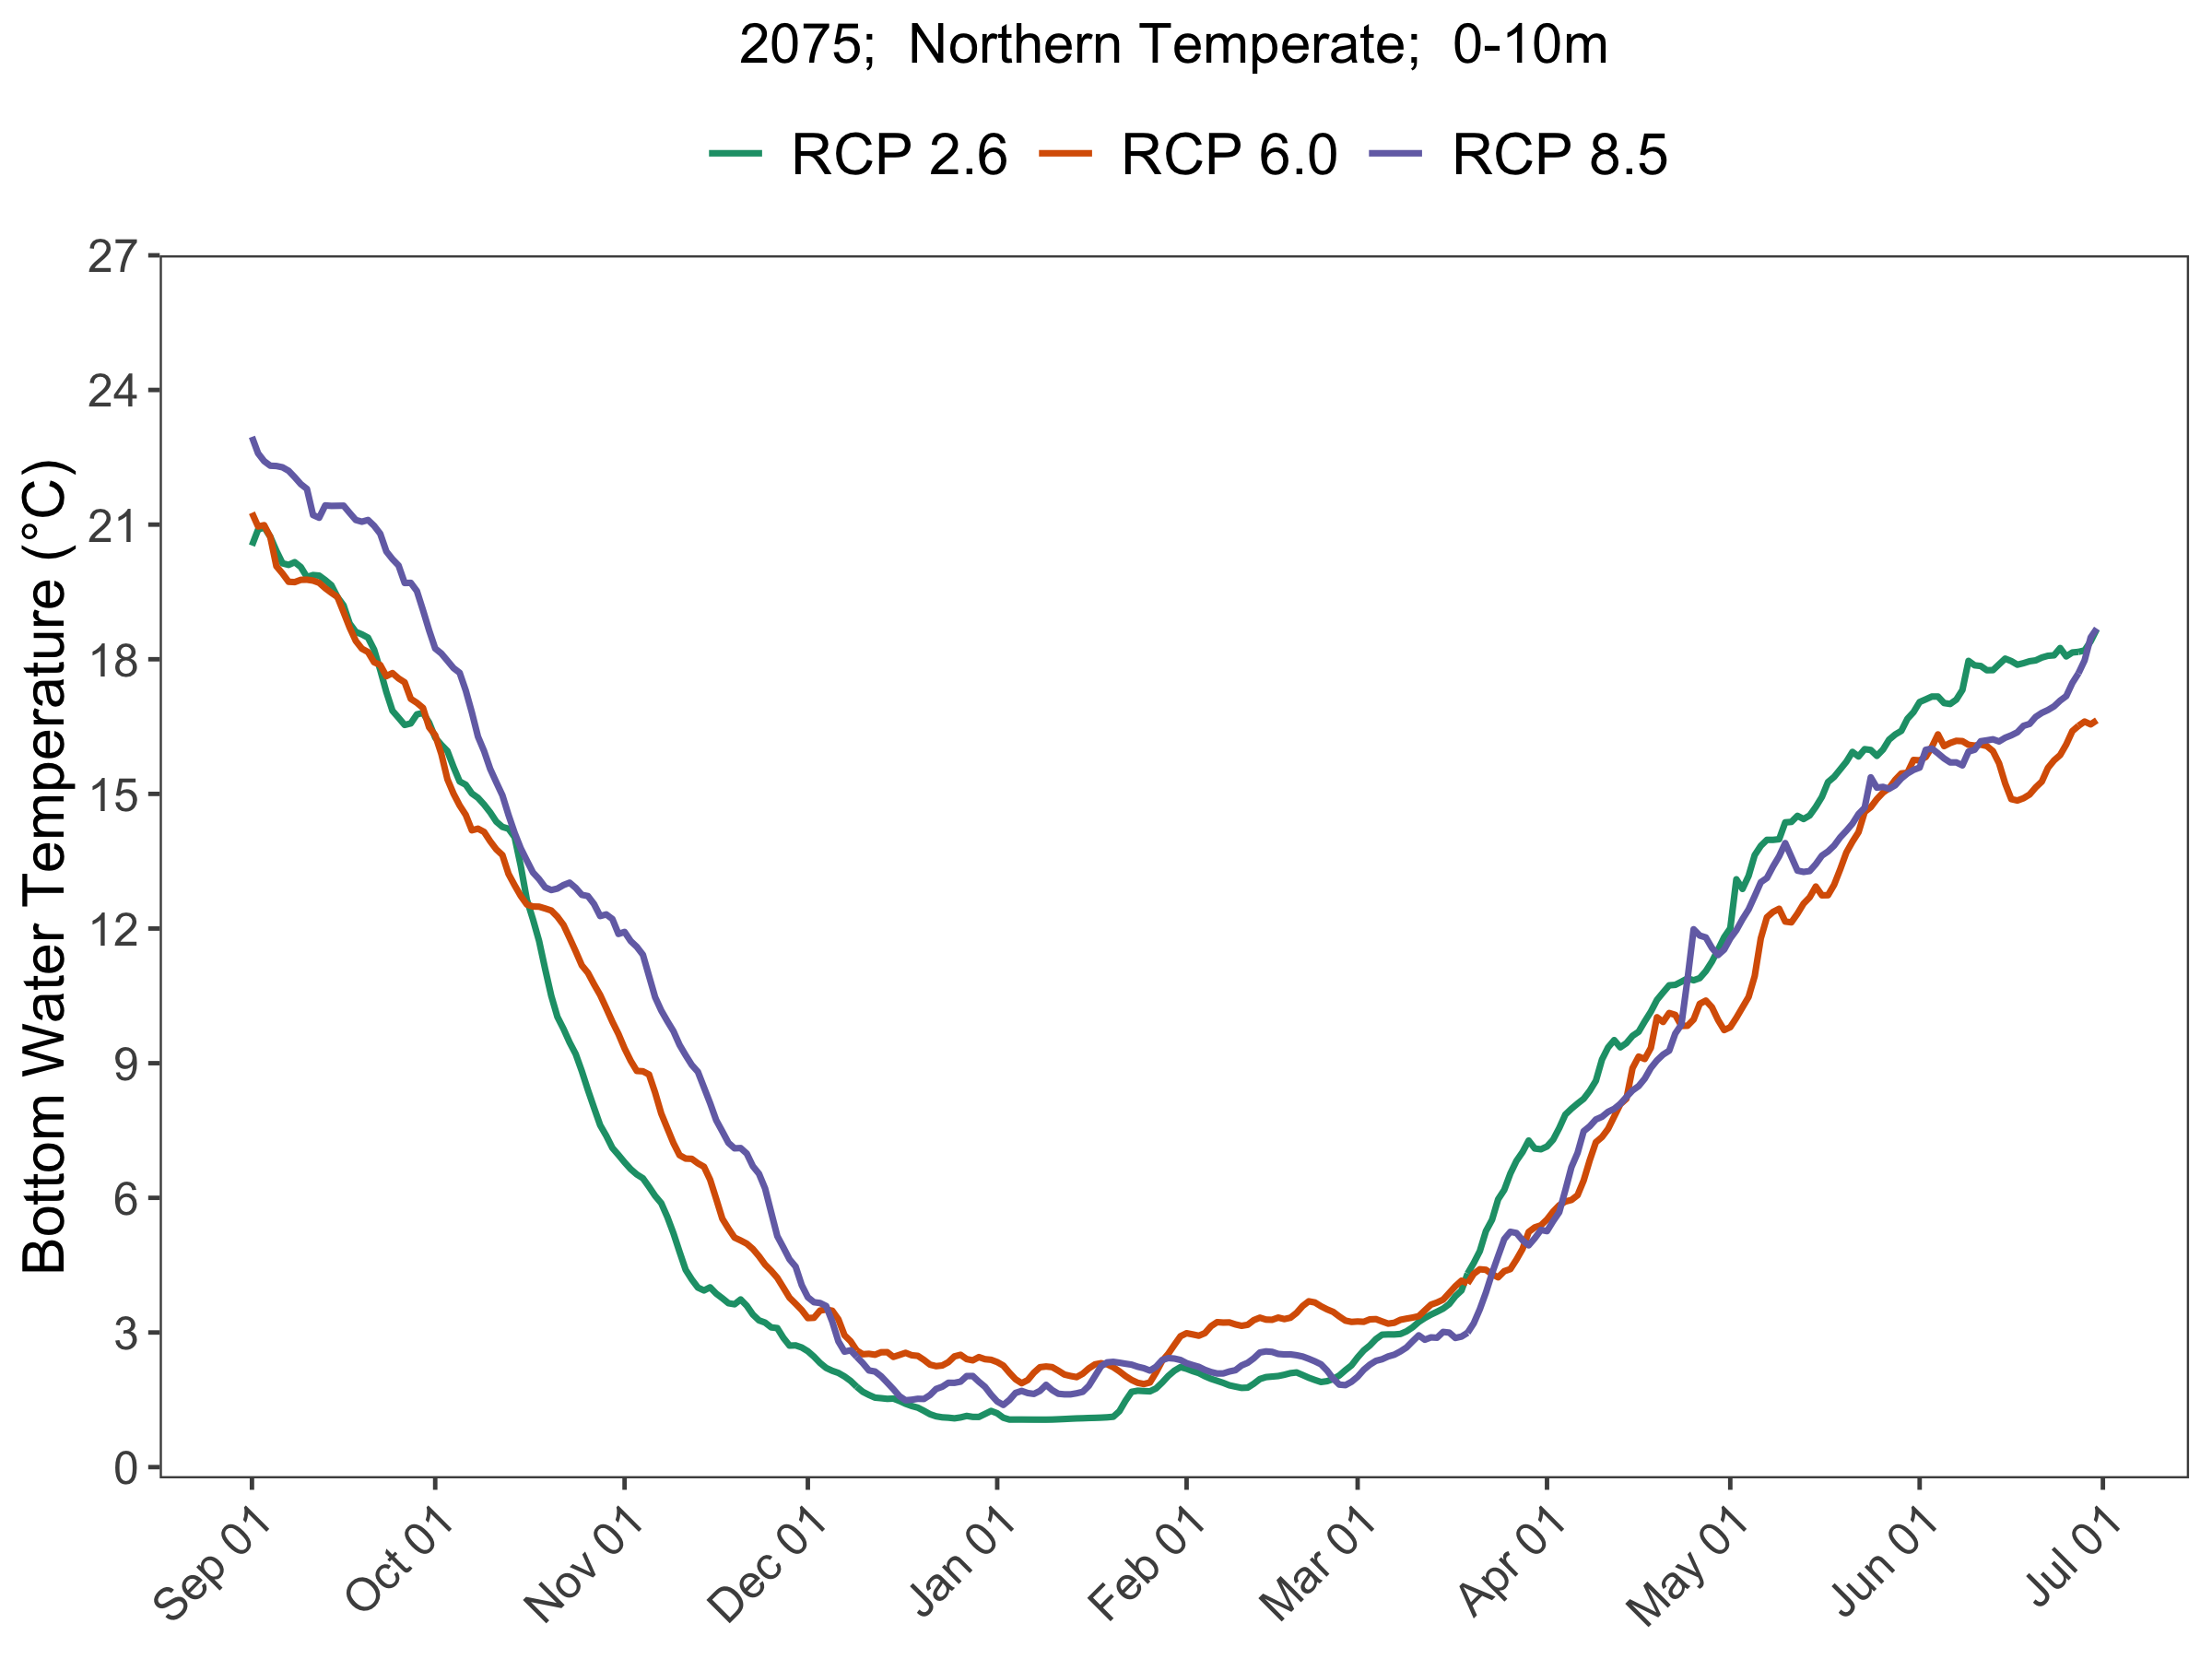 2075;  Northern Temperate;  0-10m
RCP 2.6  RCP 6.0  RCP 8.5
Bottom Water Temperature (°C)
27
24
21
18
15
12
9
6
3
0
Sep 01  Oct 01  Nov 01  Dec 01  Jan 01  Feb 01  Mar 01  Apr 01  May 01  Jun 01  Jul 01